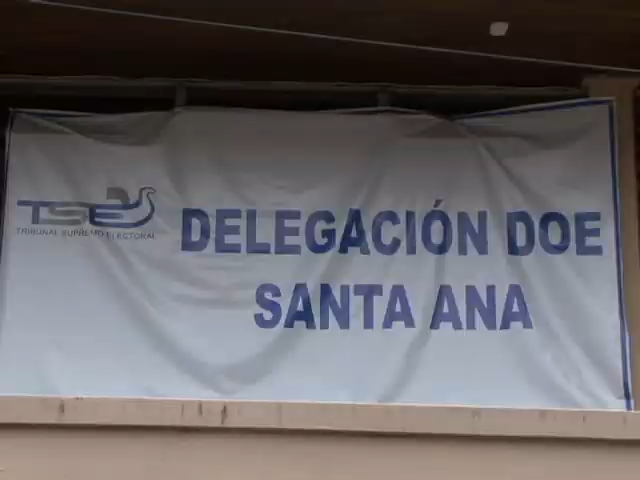 TSE
TRIBUNAL SUPREMO ELECTORAL
DELEGACIÓN DOE
SANTA ANA